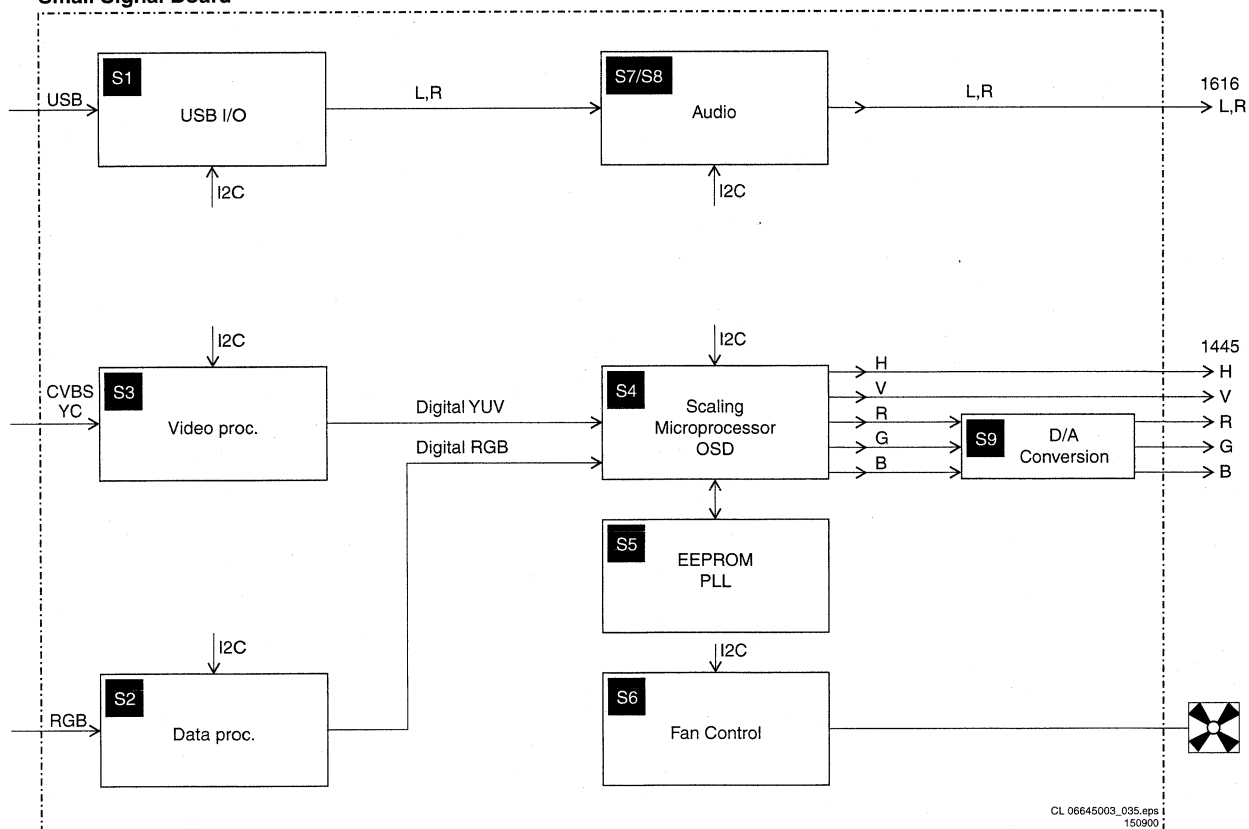 Small Signal Board
S1
USB
USB I/O
I2C
L,R
S7/S8
Audio
I2C
L,R
1616
L,R
I2C
CVBS
YC
S3
Video proc.
Digital YUV
Digital RGB
I2C
S4
Scaling
Microprocessor
OSD
H
V
R
G
B
S9
D/A
Conversion
1445
H
V
R
G
B
S5
EEPROM
PLL
I2C
RGB
S2
Data proc.
I2C
S6
Fan Control
CL 06645003_035.eps
150900